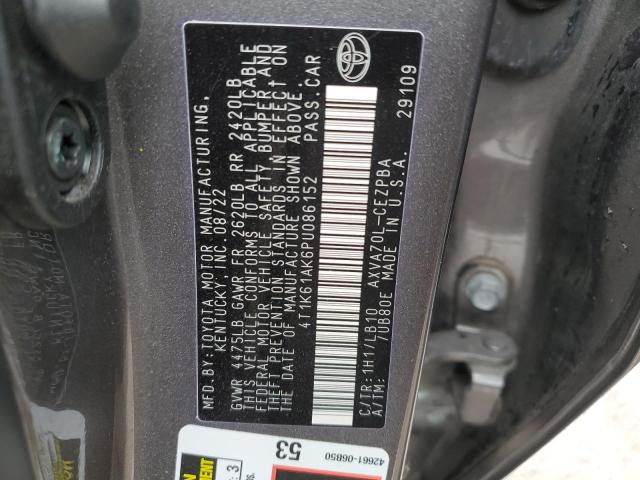 MFD.BY: TOYOTA MOTOR MANUFACTURING,
KENTUCKY,INC. 08/22
GVWR 4475LB GAWR FR 2620LB RR 2420LB
THIS VEHICLE CONFORMS TO ALL APPLICABLE
FEDERAL MOTOR VEHICLE SAFETY, BUMPER, AND
THEFT PREVENTION STANDARDS IN EFFECT ON
THE DATE OF MANUFACTURE SHOWN ABOVE.
4T1K61AK6PU086152 PASS.CAR
C/TR: 1H1/LB10 AXVA70L-CEZPBA
A/TM: 7UB80E MADE IN U.S.A.
29109
53
42661-06B50